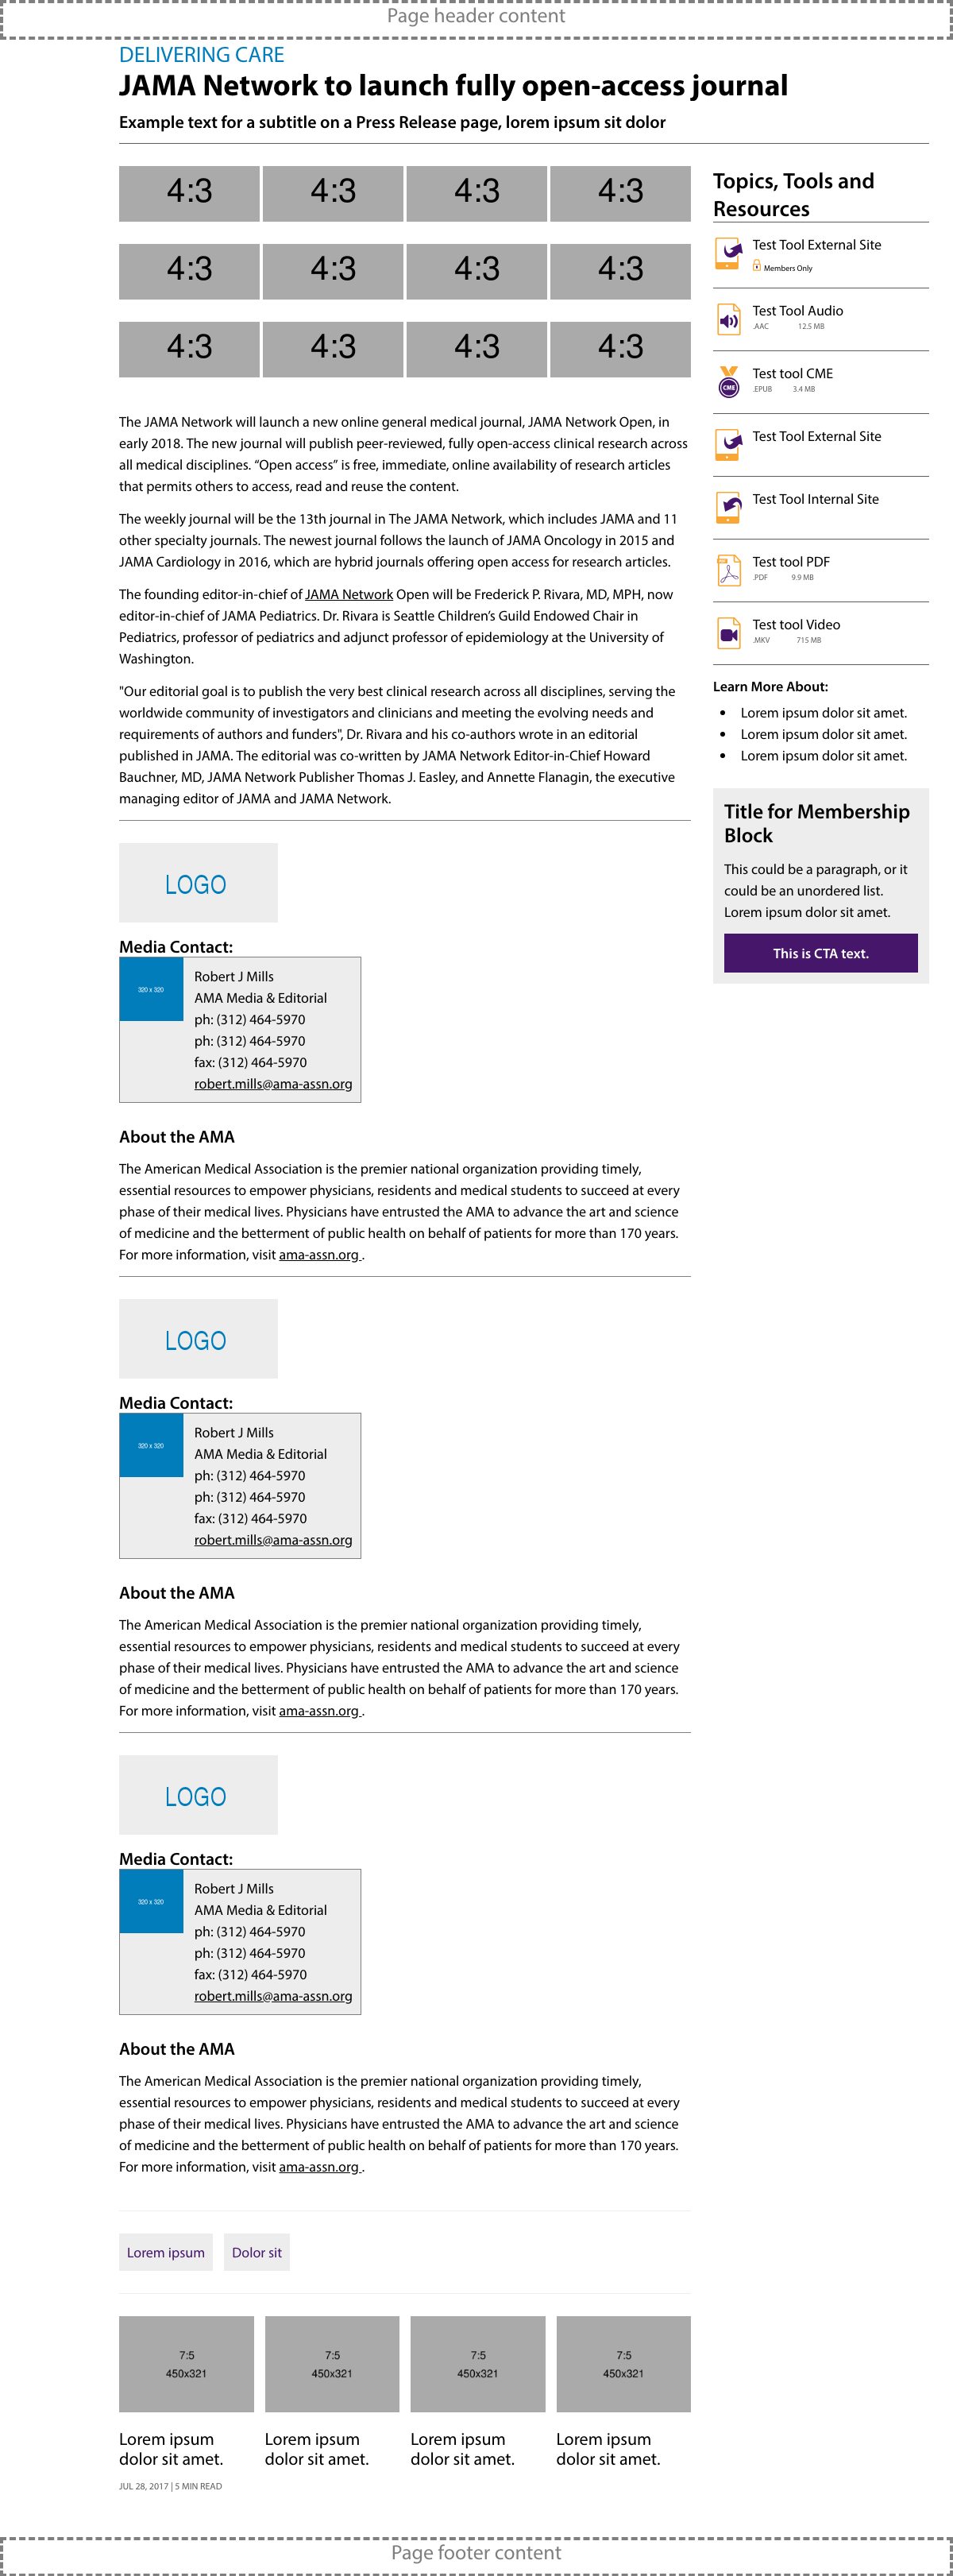 Page header content
DELIVERING CARE
JAMA Network to launch fully open-access journal
Example text for a subtitle on a Press Release page, lorem ipsum sit dolor
4:3 4:3 4:3 4:3
4:3 4:3 4:3 4:3
4:3 4:3 4:3 4:3
The JAMA Network will launch a new online general medical journal, JAMA Network Open, in
early 2018. The new journal will publish peer-reviewed, fully open-access clinical research across
all medical disciplines. “Open access” is free, immediate, online availability of research articles
that permits others to access, read and reuse the content.
The weekly journal will be the 13th journal in The JAMA Network, which includes JAMA and 11
other specialty journals. The newest journal follows the launch of JAMA Oncology in 2015 and
JAMA Cardiology in 2016, which are hybrid journals offering open access for research articles.
The founding editor-in-chief of JAMA Network Open will be Frederick P. Rivara, MD, MPH, now
editor-in-chief of JAMA Pediatrics. Dr. Rivara is Seattle Children’s Guild Endowed Chair in
Pediatrics, professor of pediatrics and adjunct professor of epidemiology at the University of
Washington.
"Our editorial goal is to publish the very best clinical research across all disciplines, serving the
worldwide community of investigators and clinicians and meeting the evolving needs and
requirements of authors and funders", Dr. Rivara and his co-authors wrote in an editorial
published in JAMA. The editorial was co-written by JAMA Network Editor-in-Chief Howard
Bauchner, MD, JAMA Network Publisher Thomas J. Easley, and Annette Flanagin, the executive
managing editor of JAMA and JAMA Network.
LOGO
Media Contact:
320 x 320
Robert J Mills
AMA Media & Editorial
ph: (312) 464-5970
ph: (312) 464-5970
fax: (312) 464-5970
robert.mills@ama-assn.org
About the AMA
The American Medical Association is the premier national organization providing timely,
essential resources to empower physicians, residents and medical students to succeed at every
phase of their medical lives. Physicians have entrusted the AMA to advance the art and science
of medicine and the betterment of public health on behalf of patients for more than 170 years.
For more information, visit ama-assn.org .
LOGO
Media Contact:
320 x 320
Robert J Mills
AMA Media & Editorial
ph: (312) 464-5970
ph: (312) 464-5970
fax: (312) 464-5970
robert.mills@ama-assn.org
About the AMA
The American Medical Association is the premier national organization providing timely,
essential resources to empower physicians, residents and medical students to succeed at every
phase of their medical lives. Physicians have entrusted the AMA to advance the art and science
of medicine and the betterment of public health on behalf of patients for more than 170 years.
For more information, visit ama-assn.org .
LOGO
Media Contact:
320 x 320
Robert J Mills
AMA Media & Editorial
ph: (312) 464-5970
ph: (312) 464-5970
fax: (312) 464-5970
robert.mills@ama-assn.org
About the AMA
The American Medical Association is the premier national organization providing timely,
essential resources to empower physicians, residents and medical students to succeed at every
phase of their medical lives. Physicians have entrusted the AMA to advance the art and science
of medicine and the betterment of public health on behalf of patients for more than 170 years.
For more information, visit ama-assn.org .
Lorem ipsum Dolor sit
7:5 7:5 7:5 7:5
450x321 450x321 450x321 450x321
Lorem ipsum Lorem ipsum Lorem ipsum Lorem ipsum
dolor sit amet. dolor sit amet. dolor sit amet. dolor sit amet.
JUL 28, 2017 | 5 MIN READ
Topics, Tools and
Resources
Test Tool External Site
Members Only
Test Tool Audio
.AAC 12.5 MB
CME
Test tool CME
.EPUB 3.4 MB
Test Tool External Site
Test Tool Internal Site
Test tool PDF
.PDF 9.9 MB
Test tool Video
.MKV 715 MB
Learn More About:
• Lorem ipsum dolor sit amet.
• Lorem ipsum dolor sit amet.
• Lorem ipsum dolor sit amet.
Title for Membership
Block
This could be a paragraph, or it
could be an unordered list.
Lorem ipsum dolor sit amet.
This is CTA text.
Page footer content